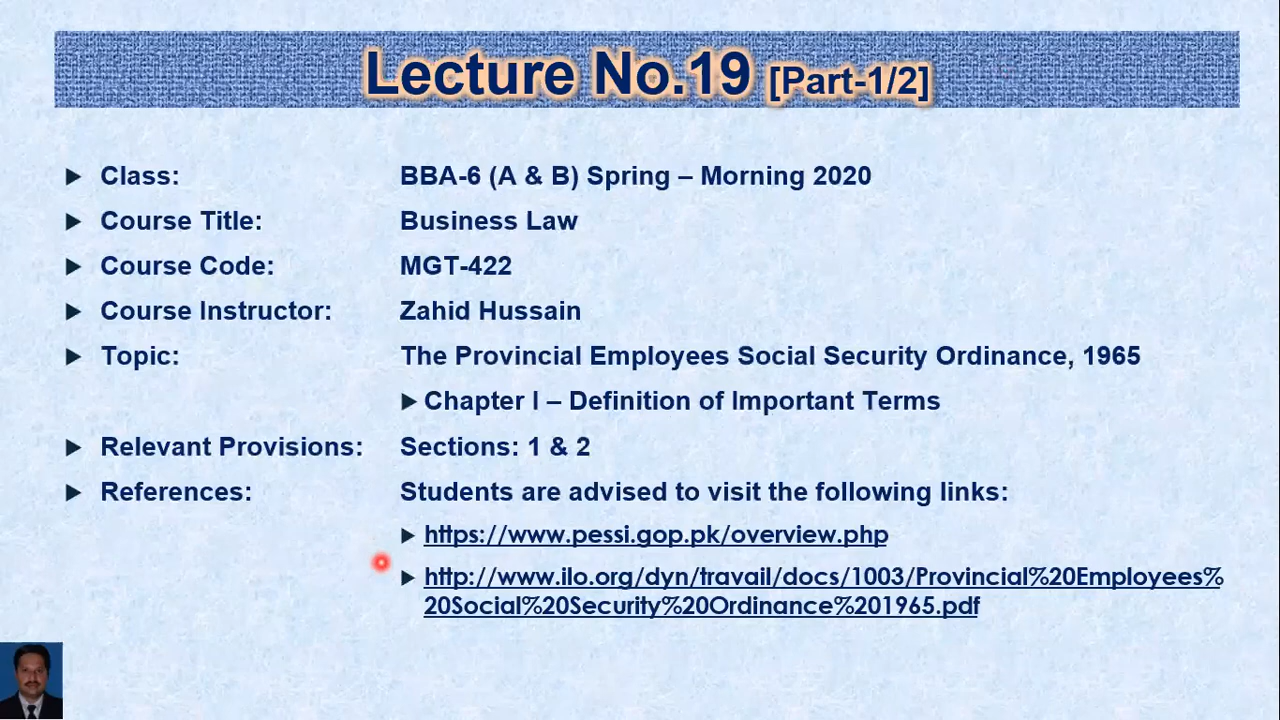 Lecture No.19 [Part-1/2]
Class: BBA-6 (A & B) Spring – Morning 2020
Course Title: Business Law
Course Code: MGT-422
Course Instructor: Zahid Hussain
Topic: The Provincial Employees Social Security Ordinance, 1965
Chapter I – Definition of Important Terms
Relevant Provisions: Sections: 1 & 2
References: Students are advised to visit the following links:
https://www.pessi.gop.pk/overview.php
http://www.ilo.org/dyn/travail/docs/1003/Provincial%20Employees%
20Social%20Security%20Ordinance%201965.pdf